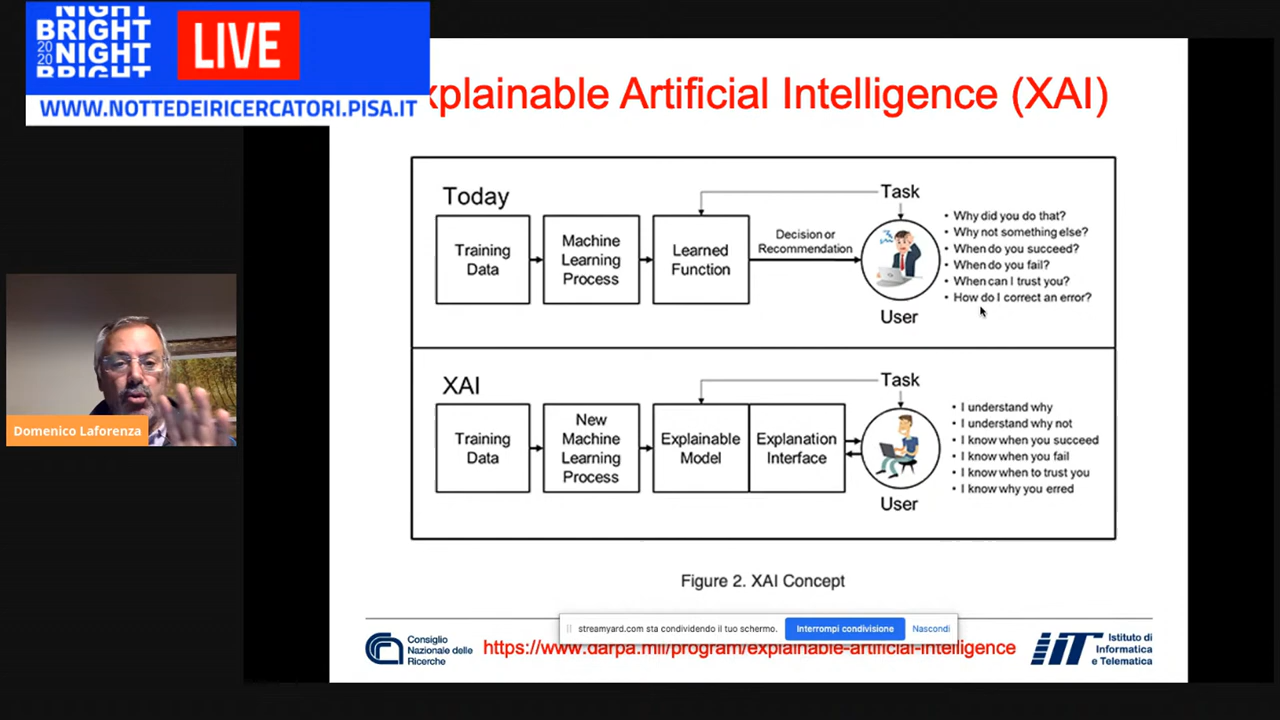 NIGHT
BRIGHT
2020
NIGHT
BRIGHT
LIVE
WWW.NOTTEDEIRICERCATORI.PISA.IT
xplainable Artificial Intelligence (XAI)
Today
Training
Data
Machine
Learning
Process
Learned
Function
Decision or
Recommendation
Task
User
• Why did you do that?
• Why not something else?
• When do you succeed?
• When do you fail?
• When can I trust you?
• How do I correct an error?
XAI
Training
Data
New
Machine
Learning
Process
Explainable
Model
Explanation
Interface
Task
User
• I understand why
• I understand why not
• I know when you succeed
• I know when you fail
• I know when to trust you
• I know why you erred
Domenico Laforenza
Figure 2. XAI Concept
streamyard.com sta condividendo il tuo schermo.
Interrompi condivisione
Nascondi
Consiglio
Nazionale delle
Ricerche
https://www.darpa.mil/program/explainable-artificial-intelligence
IIT
Istituto di
Informatica
e Telematica